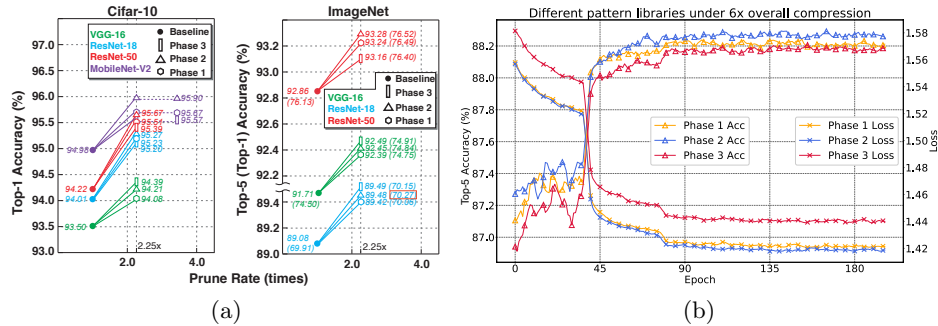 Cifar-10
Top-1 Accuracy (%)
97.0
96.5
96.0
95.5
95.0
94.5
94.0
93.5
93.0
VGG-16
ResNet-18
ResNet-50
MobileNet-V2
Baseline
Phase 3
Phase 2
Phase 1
94.98
94.22
94.01
93.50
95.90
95.67
95.57
95.67
95.51
95.39
95.27
95.23
95.20
94.39
94.21
94.08
2.25x
2.0
4.0
ImageNet
Top-5 (Top-1) Accuracy (%)
93.2
93.0
92.8
92.6
92.4
92.2
89.4
89.2
89.0
93.28 (76.52)
93.24 (76.49)
93.16 (76.40)
92.86
(76.13)
Baseline
Phase 3
Phase 2
Phase 1
VGG-16
ResNet-18
ResNet-50
92.49 (74.91)
92.45 (74.84)
92.39 (74.75)
91.71
(74.50)
89.49 (70.15)
89.48 (70.27)
89.42
89.08
(69.91)
2.25x
2.0
4.0
Prune Rate (times)
(a)
Different pattern libraries under 6x overall compression
Top-5 Accuracy (%)
88.2
88.0
87.8
87.6
87.4
87.2
87.0
Phase 1 Acc
Phase 2 Acc
Phase 3 Acc
Phase 1 Loss
Phase 2 Loss
Phase 3 Loss
1.58
1.56
1.54
1.52
1.50
1.48
1.46
1.44
1.42
Loss
0
45
90
135
180
Epoch
(b)